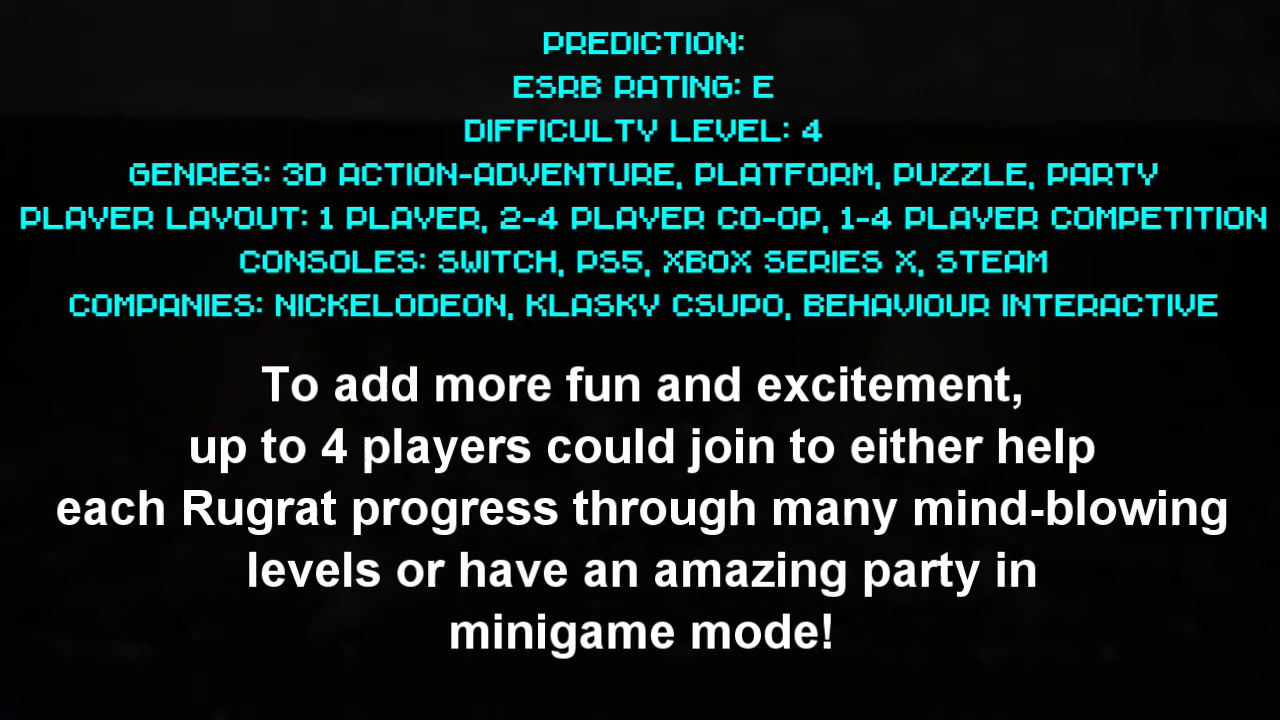 PREDICTION:
ESRB RATING: E
DIFFICULTY LEVEL: 4
GENRES: 3D ACTION-ADVENTURE, PLATFORM, PUZZLE, PARTY
PLAYER LAYOUT: 1 PLAYER, 2-4 PLAYER CO-OP, 1-4 PLAYER COMPETITION
CONSOLES: SWITCH, PS5, XBOX SERIES X, STEAM
COMPANIES: NICKELODEON, KLASKY CSUPO, BEHAVIOUR INTERACTIVE
To add more fun and excitement,
up to 4 players could join to either help
each Rugrat progress through many mind-blowing
levels or have an amazing party in
minigame mode!